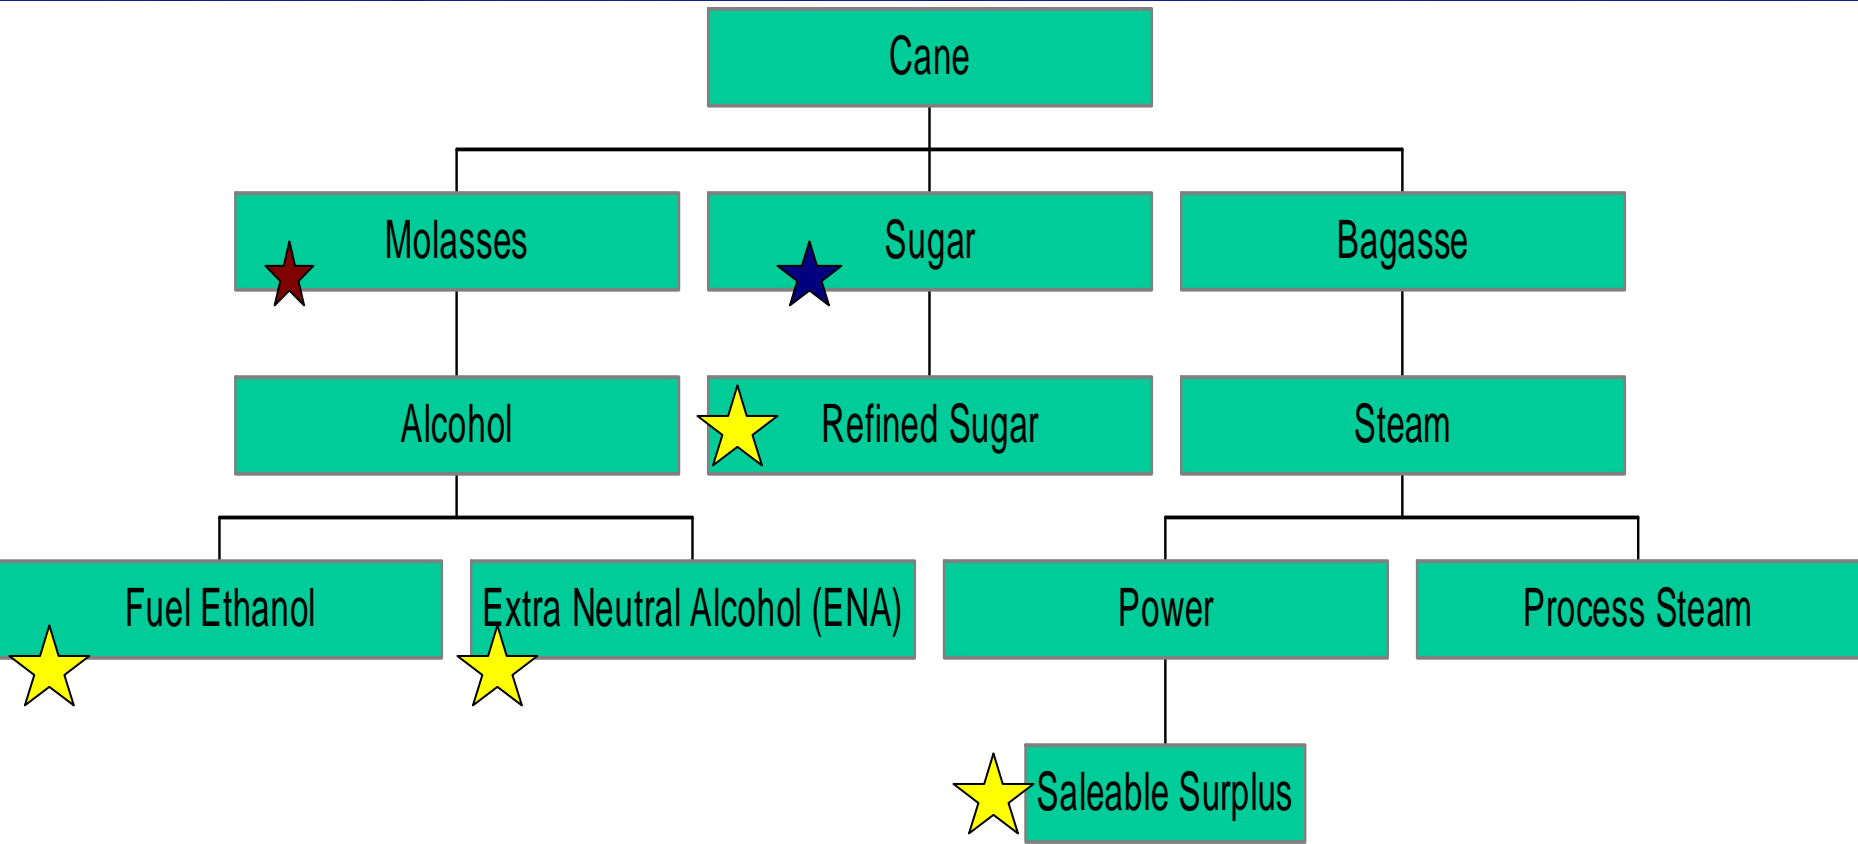 Cane
Molasses
Sugar
Bagasse
Alcohol
Refined Sugar
Steam
Fuel Ethanol
Extra Neutral Alcohol (ENA)
Power
Process Steam
Saleable Surplus